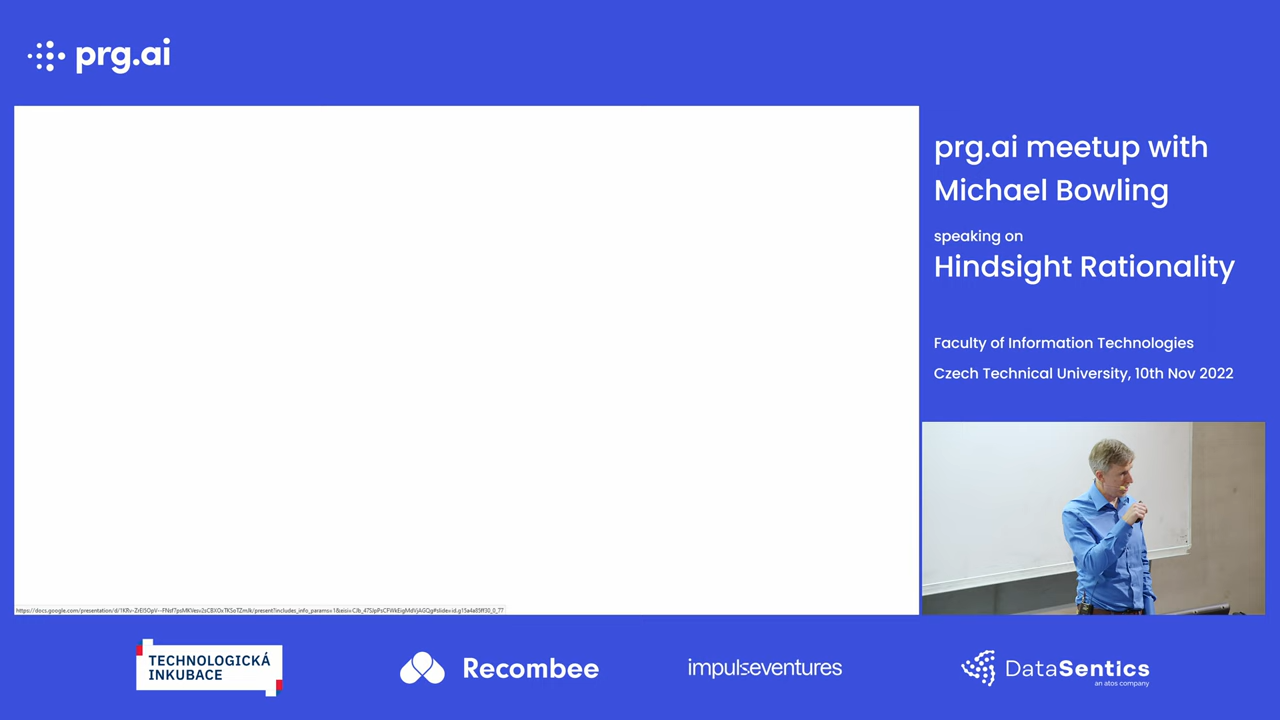 prg.ai
prg.ai meetup with
Michael Bowling
speaking on
Hindsight Rationality
Faculty of Information Technologies
Czech Technical University, 10th Nov 2022
TECHNOLOGICKÁ
INKUBACE
Recombee
impulseventures
DataSentics
an atos company